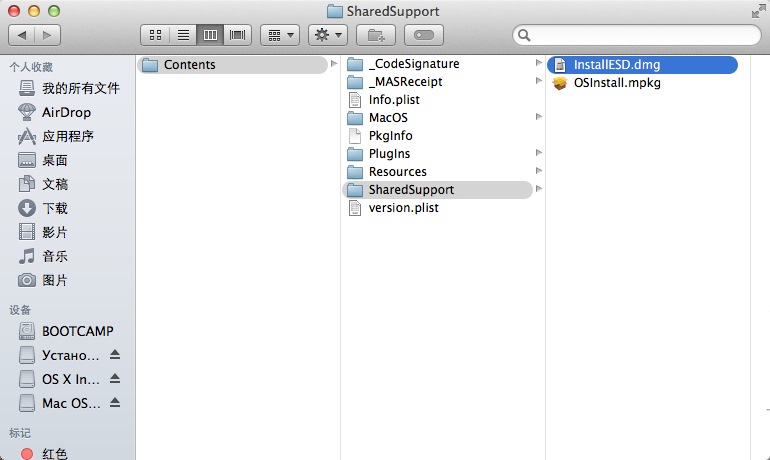 SharedSupport
个人收藏
我的所有文件
AirDrop
应用程序
桌面
文稿
下载
影片
音乐
图片
设备
BOOTCAMP
Устано...
OS X In...
Mac OS...
标记
红色
Contents
_CodeSignature
_MASReceipt
Info.plist
MacOS
PkgInfo
PlugIns
Resources
SharedSupport
version.plist
InstallESD.dmg
OSInstall.mpkg